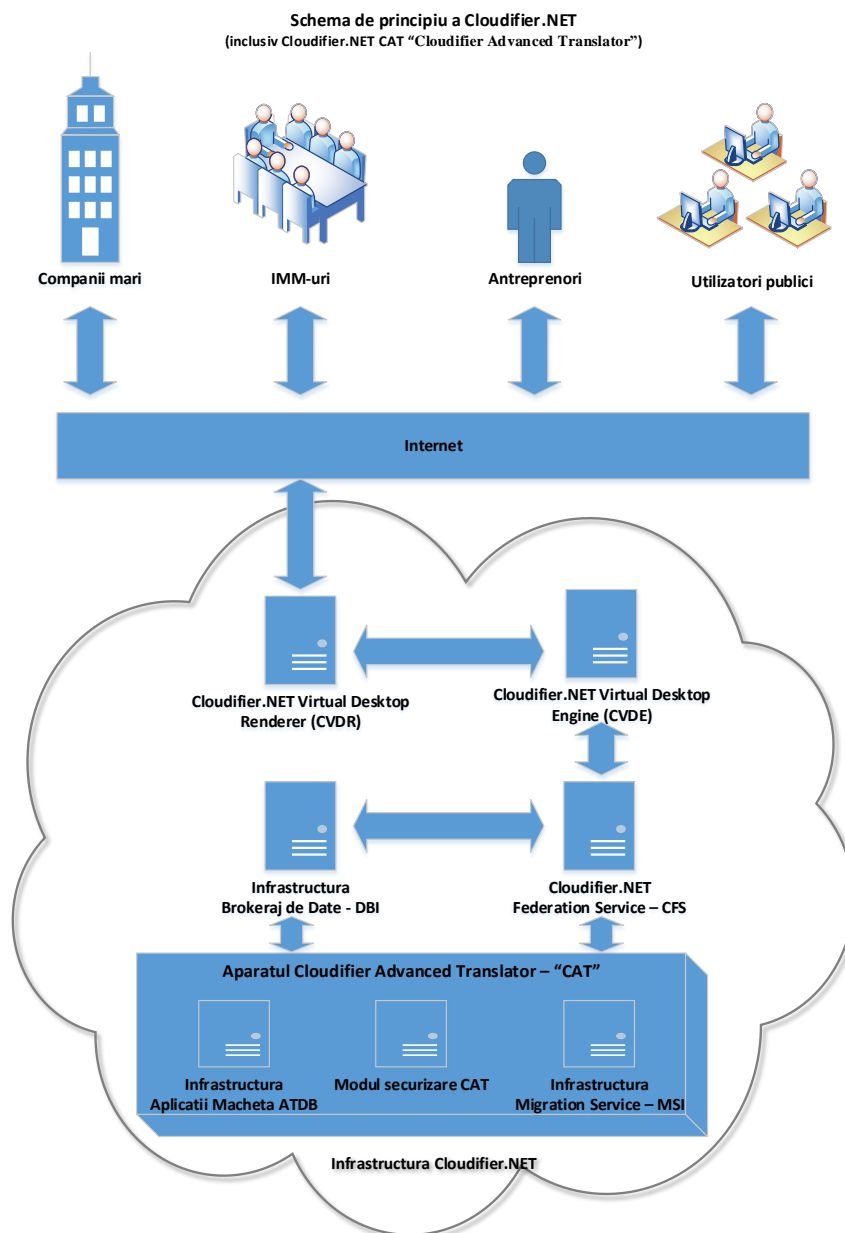 Schema de principiu a Cloudifier.NET
(inclusiv Cloudifier.NET CAT “Cloudifier Advanced Translator”)
Companii mari
IMM-uri
Antreprenori
Utilizatori publici
Internet
Cloudifier.NET Virtual Desktop
Renderer (CVDR)
Cloudifier.NET Virtual Desktop
Engine (CVDE)
Infrastructura
Brokeraj de Date - DBI
Cloudifier.NET
Federation Service – CFS
Aparatul Cloudifier Advanced Translator – “CAT”
Infrastructura
Aplicatii Macheta ATDB
Modul securizare CAT
Infrastructura
Migration Service – MSI
Infrastructura Cloudifier.NET